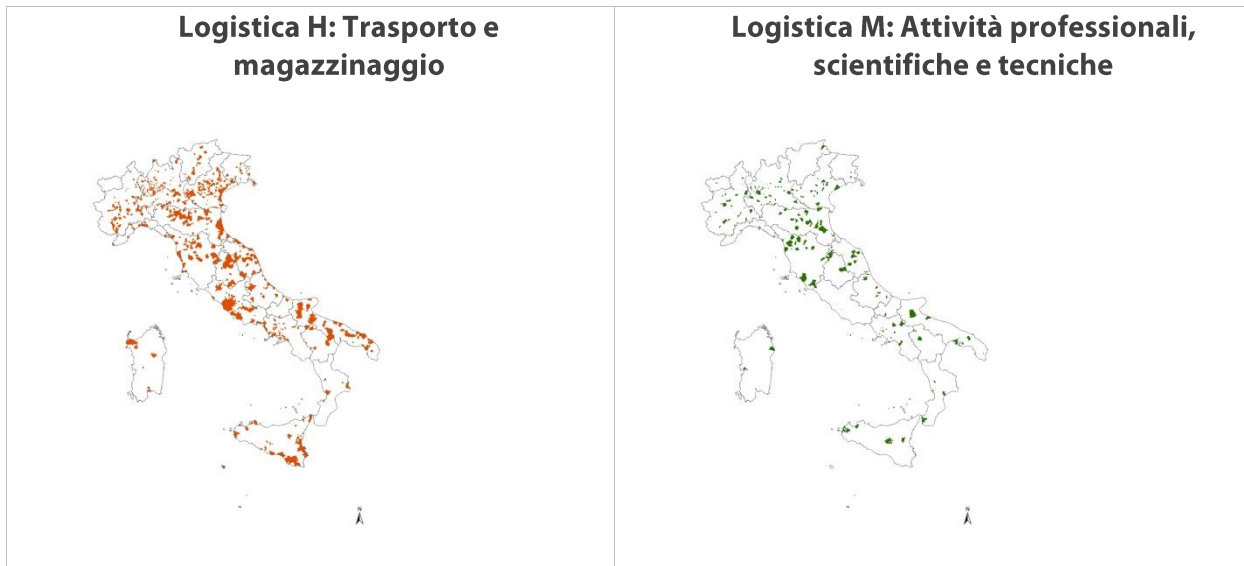 Logistica H: Trasporto e
magazzinaggio
Logistica M: Attività professionali,
scientifiche e tecniche
N
N